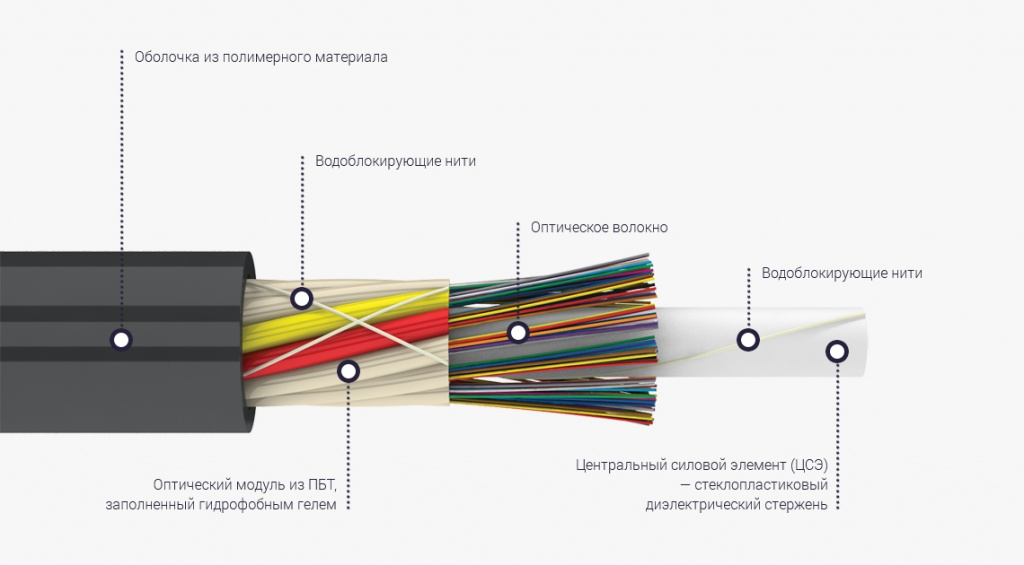 Оболочка из полимерного материала
Водоблокирующие нити
Оптическое волокно
Водоблокирующие нити
Центральный силовой элемент (ЦСЭ)
— стеклопластиковый
диэлектрический стержень
Оптический модуль из ПБТ,
заполненный гидрофобным гелем